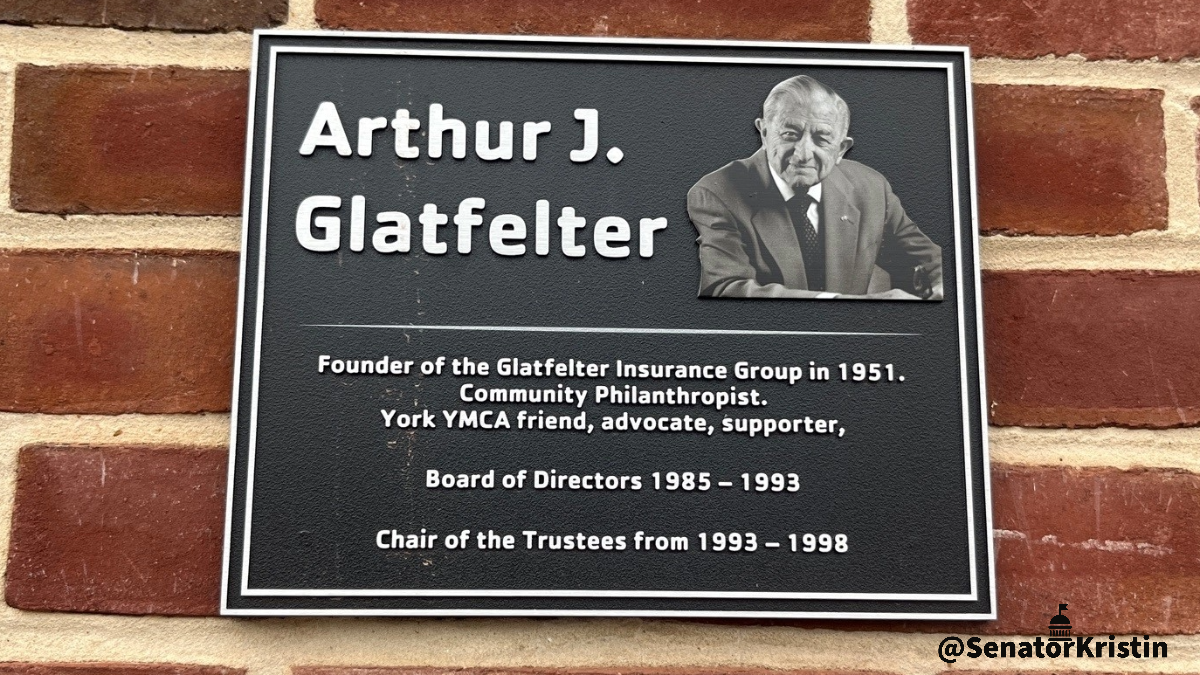 Arthur J.
Glatfelter
Founder of the Glatfelter Insurance Group in 1951.
Community Philanthropist.
York YMCA friend, advocate, supporter,
Board of Directors 1985 – 1993
Chair of the Trustees from 1993 – 1998
@SenatorKristin